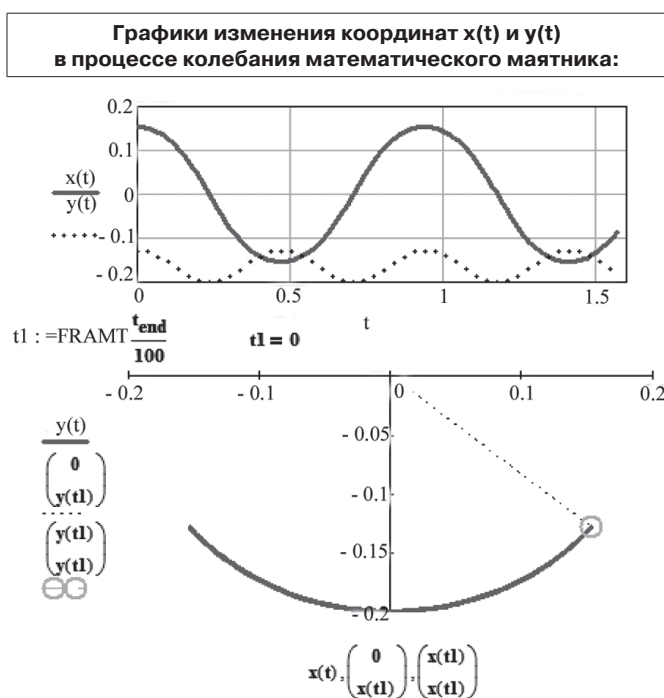 Графики изменения координат x(t) и y(t)
в процессе колебания математического маятника:
0.2
0.1
0
- 0.1
- 0.2
x(t)
y(t)
0
0.5
1
1.5
t
t1 : =FRAMT t_end
100
t1 = 0
- 0.2
- 0.1
0
0.1
0.2
- 0.05
- 0.1
- 0.15
- 0.2
y(t)
0
y(t1)
y(t1)
y(t1)
x(t), (0 x(t1)), (x(t1) x(t1))